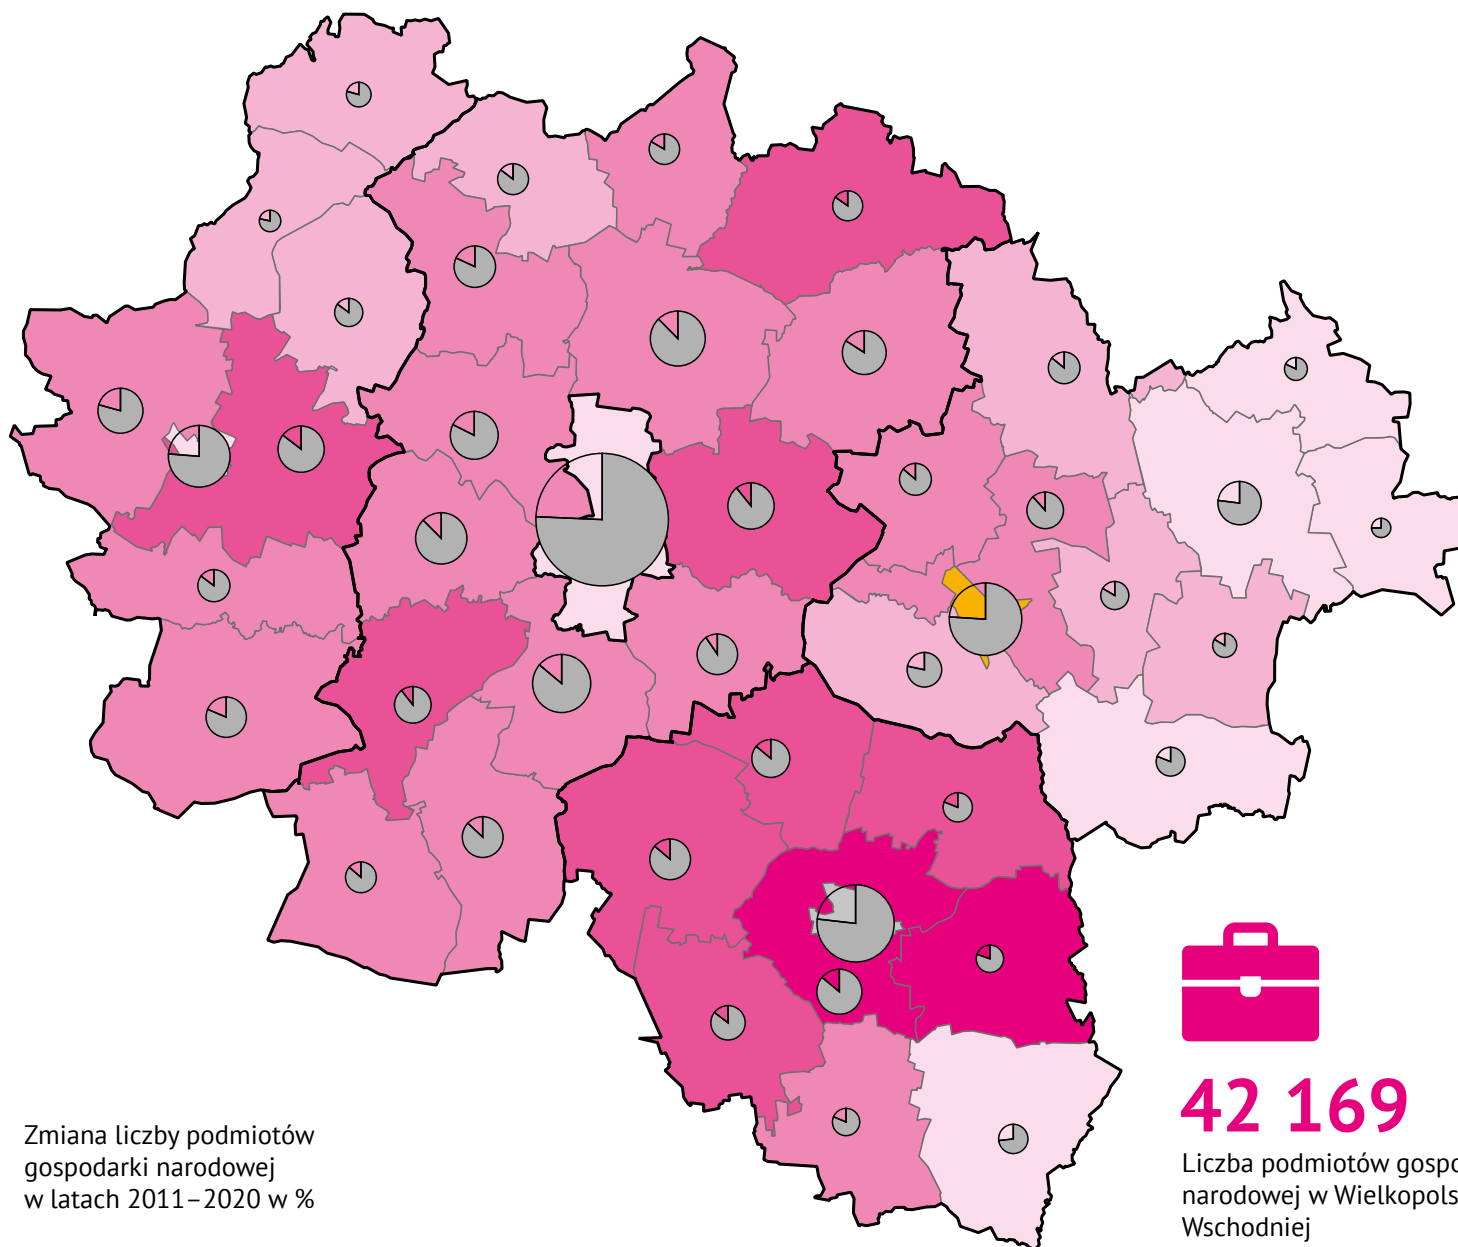 Zmiana liczby podmiotów
gospodarki narodowej
w latach 2011–2020 w %
42 169
Liczba podmiotów gospo
narodowej w Wielkopols
Wschodniej